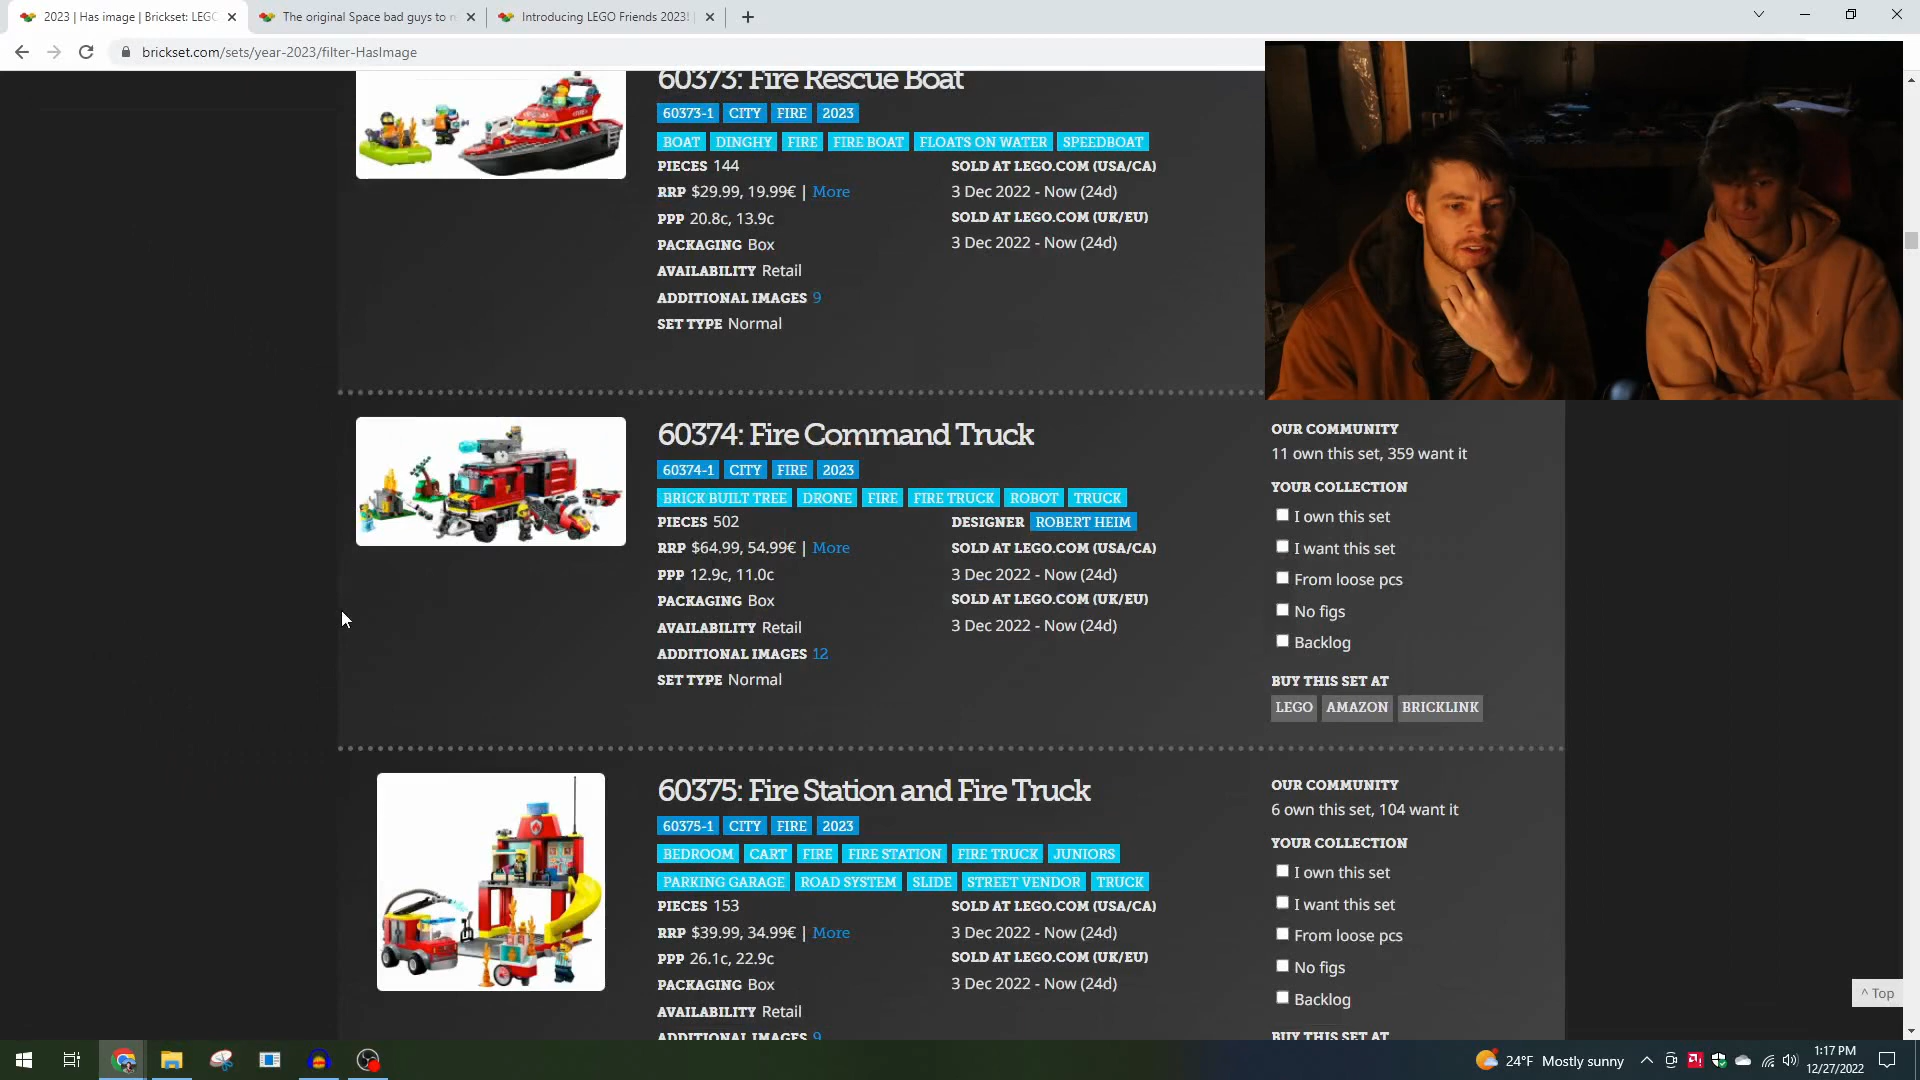 2023 | Has image | Brickset: LEGO
The original Space bad guys to r
Introducing LEGO Friends 2023!
brickset.com/sets/year-2023/filter-HasImage
60373: Fire Rescue Boat
60373-1 CITY FIRE 2023
BOAT DINGHY FIRE FIRE BOAT FLOATS ON WATER SPEEDBOAT
PIECES 144
RRP $29.99, 19.99€ | More
PPP 20.8c, 13.9c
PACKAGING Box
AVAILABILITY Retail
ADDITIONAL IMAGES 9
SET TYPE Normal
SOLD AT LEGO.COM (USA/CA)
3 Dec 2022 - Now (24d)
SOLD AT LEGO.COM (UK/EU)
3 Dec 2022 - Now (24d)
60374: Fire Command Truck
60374-1 CITY FIRE 2023
BRICK BUILT TREE DRONE FIRE FIRE TRUCK ROBOT TRUCK
PIECES 502
RRP $64.99, 54.99€ | More
PPP 12.9c, 11.0c
PACKAGING Box
AVAILABILITY Retail
ADDITIONAL IMAGES 12
SET TYPE Normal
DESIGNER ROBERT HEIM
SOLD AT LEGO.COM (USA/CA)
3 Dec 2022 - Now (24d)
SOLD AT LEGO.COM (UK/EU)
3 Dec 2022 - Now (24d)
OUR COMMUNITY
11 own this set, 359 want it
YOUR COLLECTION
I own this set
I want this set
From loose pcs
No figs
Backlog
BUY THIS SET AT
LEGO AMAZON BRICKLINK
60375: Fire Station and Fire Truck
60375-1 CITY FIRE 2023
BEDROOM CART FIRE FIRE STATION FIRE TRUCK JUNIORS
PARKING GARAGE ROAD SYSTEM SLIDE STREET VENDOR TRUCK
PIECES 153
RRP $39.99, 34.99€ | More
PPP 26.1c, 22.9c
PACKAGING Box
AVAILABILITY Retail
ADDITIONAL IMAGES 9
SOLD AT LEGO.COM (USA/CA)
3 Dec 2022 - Now (24d)
SOLD AT LEGO.COM (UK/EU)
3 Dec 2022 - Now (24d)
OUR COMMUNITY
6 own this set, 104 want it
YOUR COLLECTION
I own this set
I want this set
From loose pcs
No figs
Backlog
BUY THIS SET AT
^ Top
24°F Mostly sunny
1:17 PM
12/27/2022